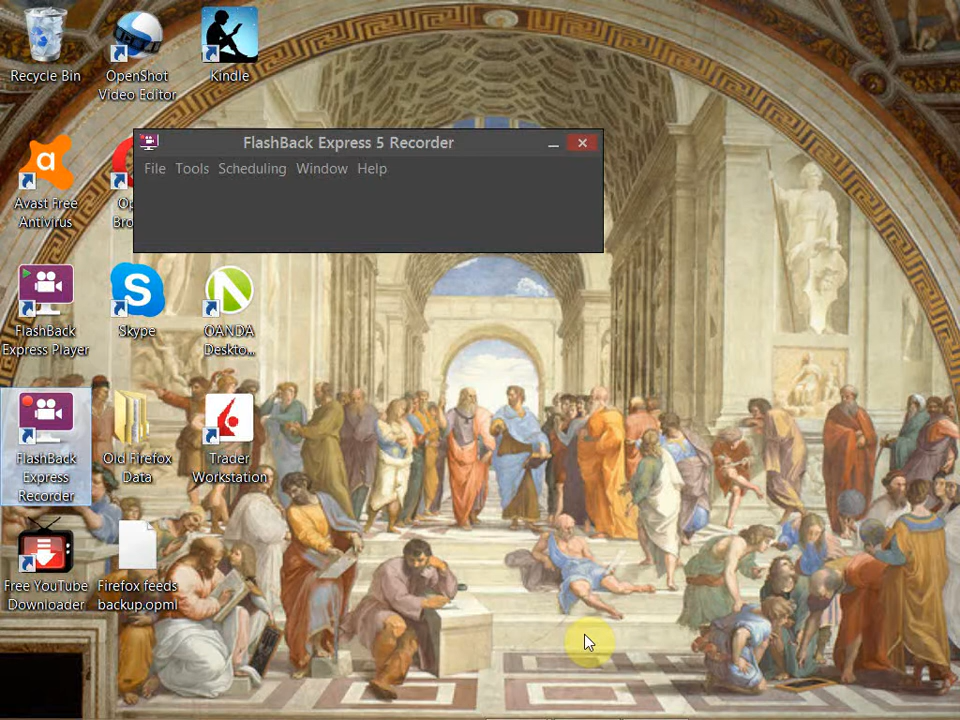 Recycle Bin
OpenShot
Video Editor
Kindle
FlashBack Express 5 Recorder
File Tools Scheduling Window Help
Avast Free
Antivirus
FlashBack
Express Player
Skype
OANDA
Deskto...
FlashBack
Express
Recorder
Old Firefox
Data
Trader
Workstation
Free YouTube
Downloader
Firefox feeds
backup.opml